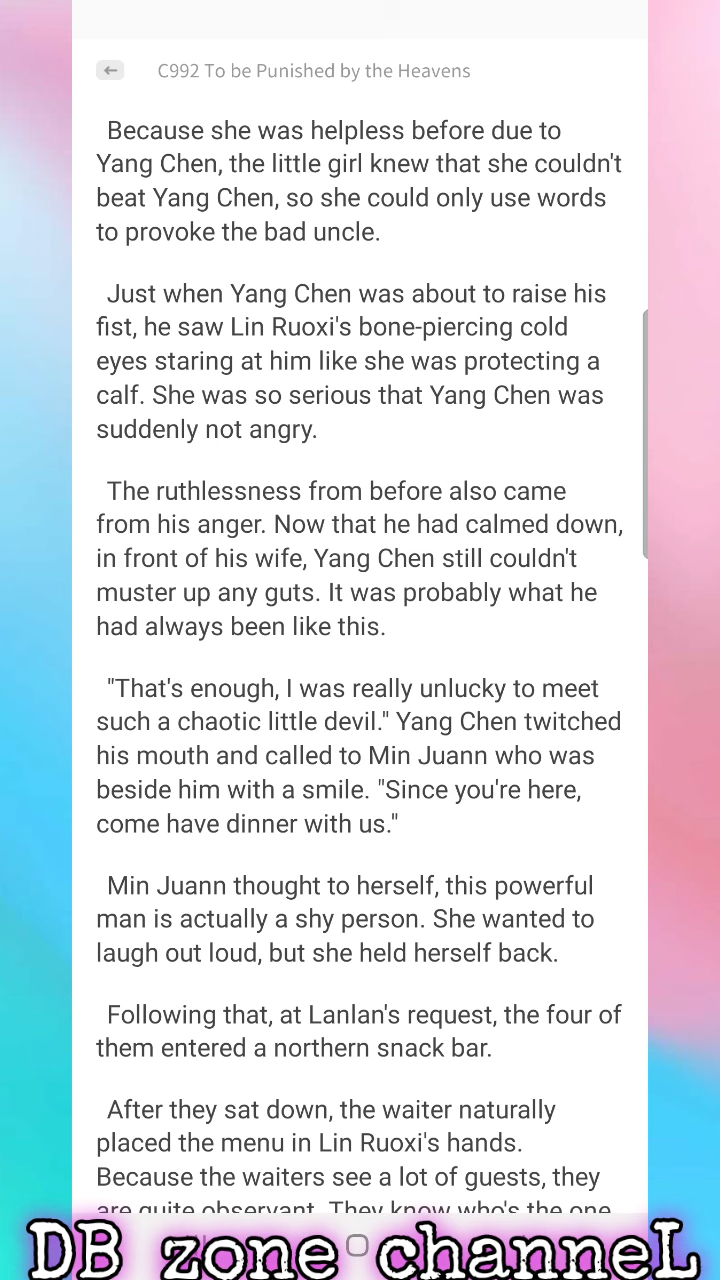 C992 To be Punished by the Heavens
Because she was helpless before due to
Yang Chen, the little girl knew that she couldn't
beat Yang Chen, so she could only use words
to provoke the bad uncle.
Just when Yang Chen was about to raise his
fist, he saw Lin Ruoxi's bone-piercing cold
eyes staring at him like she was protecting a
calf. She was so serious that Yang Chen was
suddenly not angry.
The ruthlessness from before also came
from his anger. Now that he had calmed down,
in front of his wife, Yang Chen still couldn't
muster up any guts. It was probably what he
had always been like this.
"That's enough, I was really unlucky to meet
such a chaotic little devil." Yang Chen twitched
his mouth and called to Min Juann who was
beside him with a smile. "Since you're here,
come have dinner with us."
Min Juann thought to herself, this powerful
man is actually a shy person. She wanted to
laugh out loud, but she held herself back.
Following that, at Lanlan's request, the four of
them entered a northern snack bar.
After they sat down, the waiter naturally
placed the menu in Lin Ruoxi's hands.
Because the waiters see a lot of guests, they
are quite observant. They know who's the one
DB zone channeL